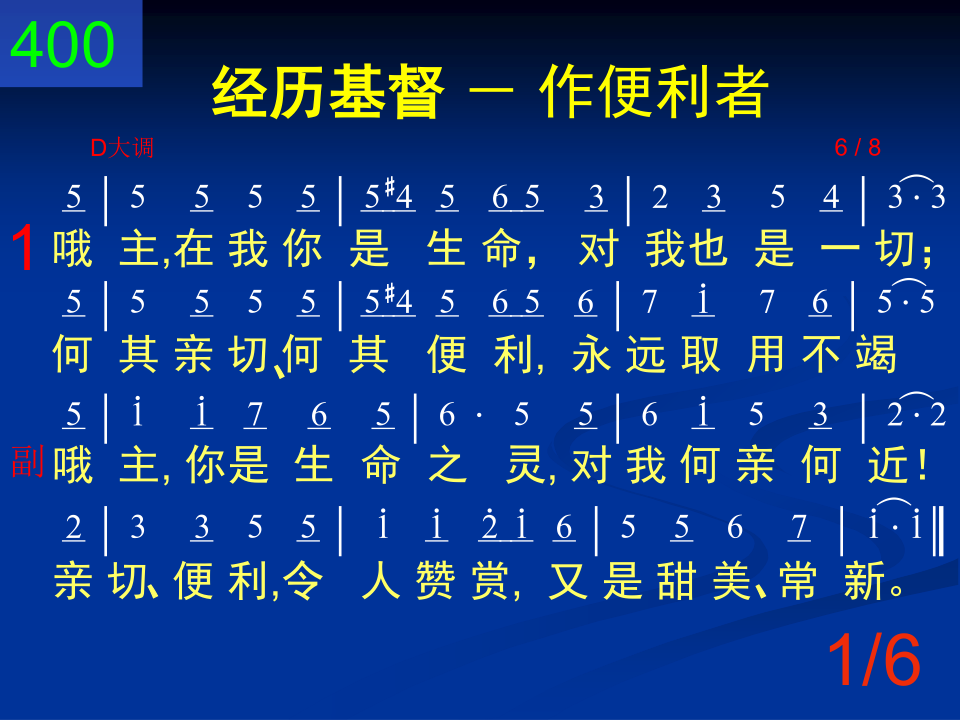 400
经历基督 － 作便利者
D大调 6 / 8
5 | 5 5 5 5 | 5 ♯4 5 6 5 3 | 2 3 5 4 | 3 · 3
1 哦 主,在 我 你 是 生 命， 对 我也 是 一 切；
5 | 5 5 5 5 | 5 ♯4 5 6 5 6 | 7 i 7 6 | 5 · 5
何 其 亲 切、何 其 便 利， 永 远 取 用 不 竭
5 | i i 7 6 5 | 6 · 5 5 | 6 i 5 3 | 2 · 2
副 哦 主, 你是 生 命 之 灵, 对 我 何 亲 何 近！
2 | 3 3 5 5 | i i 2̇ i 6 | 5 5 6 7 | i · i ‖
亲 切、便 利,令 人 赞 赏， 又 是 甜 美、常 新。
1/6